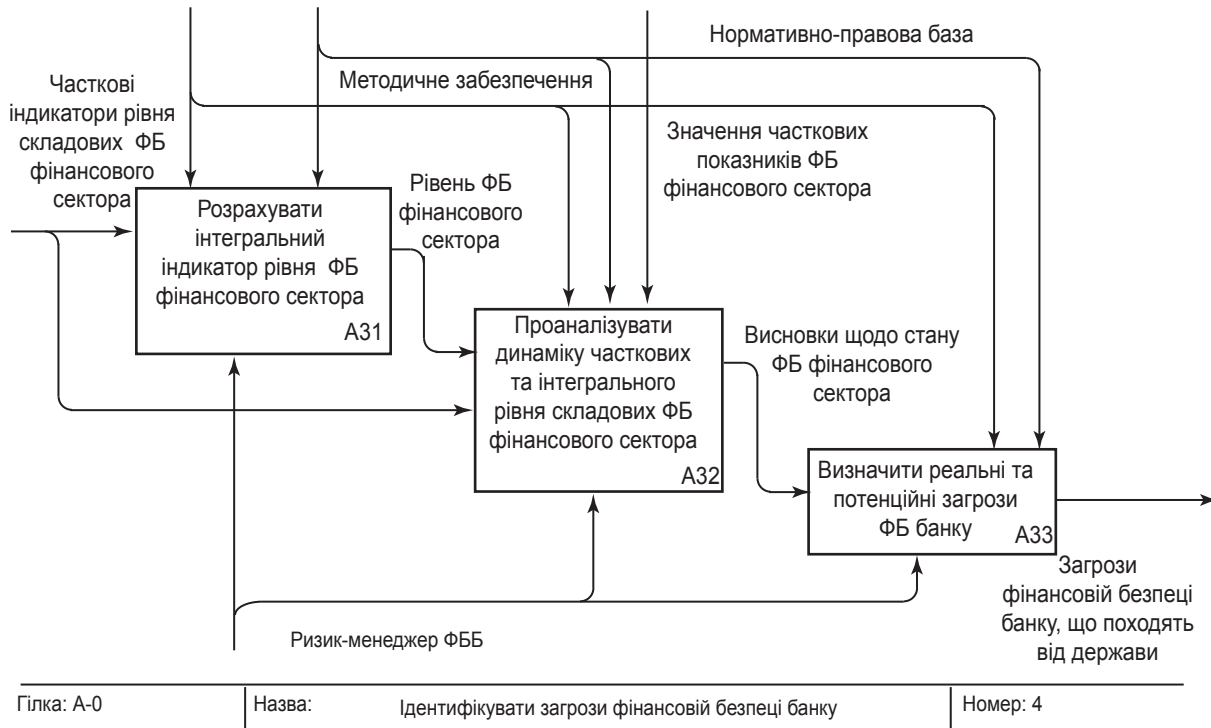 Нормативно-правова база
Методичне забезпечення
Часткові
індикатори рівня
складових ФБ
фінансового
сектора
Значення часткових
показників ФБ
фінансового сектора
Рівень ФБ
фінансового
сектора
Розрахувати
інтегральний
індикатор рівня ФБ
фінансового сектора
А31
Проаналізувати
динаміку часткових
та інтегрального
рівня складових ФБ
фінансового сектора
А32
Висновки щодо стану
ФБ фінансового
сектора
Визначити реальні та
потенційні загрози
ФБ банку
А33
Загрози
фінансовій безпеці
банку, що походять
від держави
Ризик-менеджер ФББ
Гілка: А-0
Назва:
Ідентифікувати загрози фінансовій безпеці банку
Номер: 4